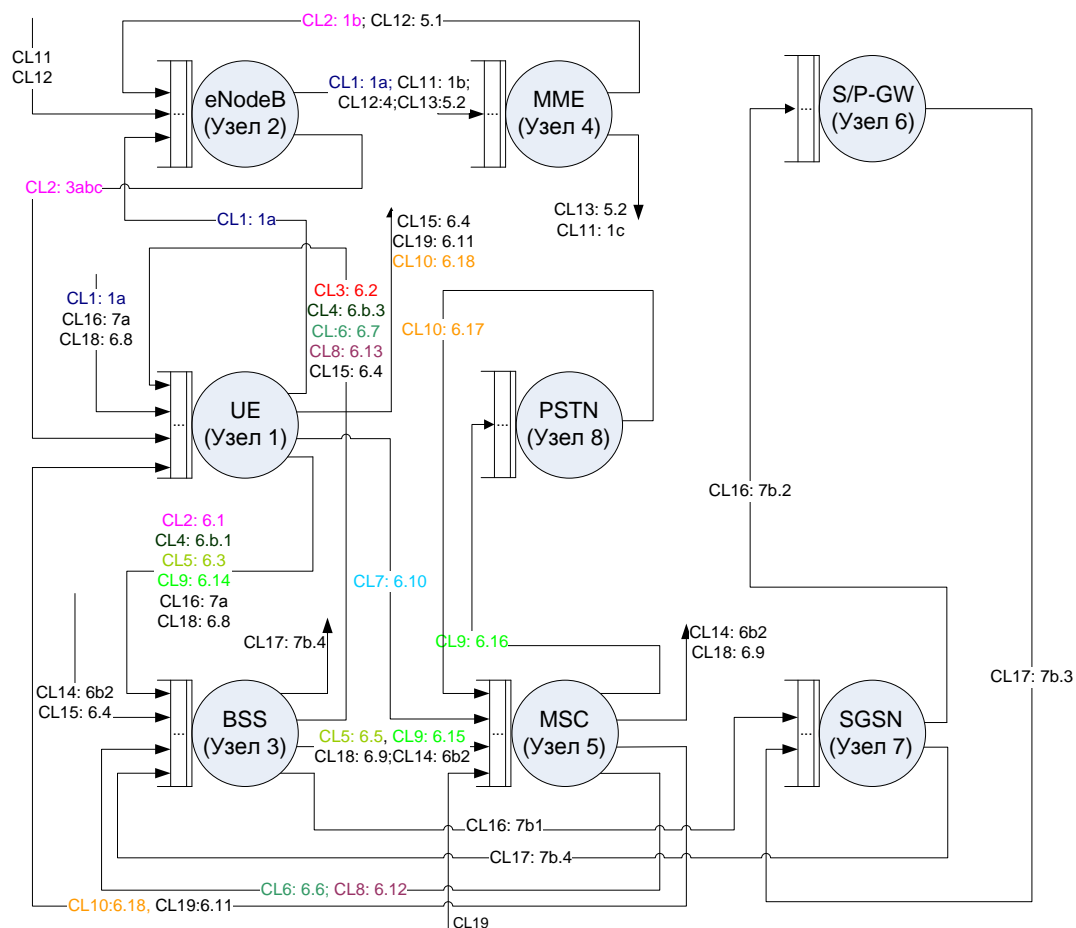 CL2: 1b; CL12: 5.1
CL11
CL12
eNodeB
(Узел 2)
...
CL1: 1a; CL11: 1b;
CL12:4;CL13:5.2
MME
(Узел 4)
...
S/P-GW
(Узел 6)
...
CL2: 3abc
CL1: 1a
CL13: 5.2
CL11: 1c
CL15: 6.4
CL19: 6.11
CL10: 6.18
CL1: 1a
CL16: 7a
CL18: 6.8
CL3: 6.2
CL4: 6.b.3
CL:6: 6.7
CL8: 6.13
CL15: 6.4
CL10: 6.17
UE
(Узел 1)
...
PSTN
(Узел 8)
...
CL16: 7b.2
CL2: 6.1
CL4: 6.b.1
CL5: 6.3
CL9: 6.14
CL16: 7a
CL18: 6.8
CL7: 6.10
CL17: 7b.4
CL9: 6.16
CL14: 6b2
CL18: 6.9
CL17: 7b.3
CL14: 6b2
CL15: 6.4
BSS
(Узел 3)
...
CL5: 6.5, CL9: 6.15
CL18: 6.9;CL14: 6b2
MSC
(Узел 5)
...
SGSN
(Узел 7)
...
CL16: 7b1
CL17: 7b.4
CL6: 6.6; CL8: 6.12
CL10:6.18, CL19:6.11
CL19